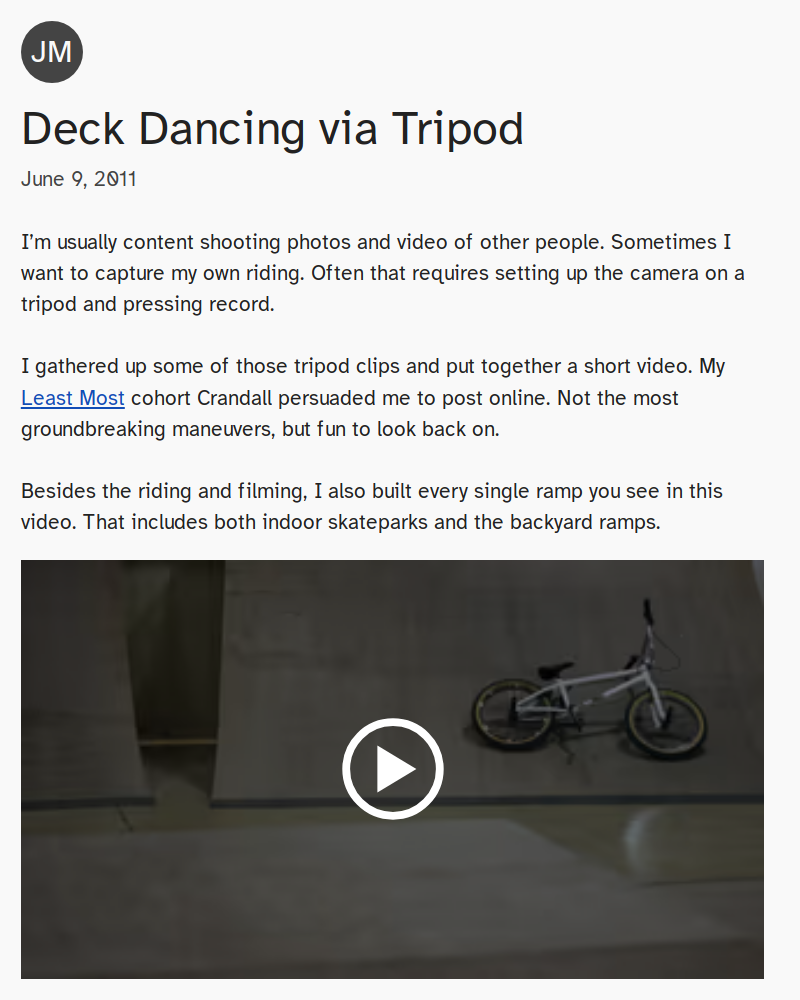 JM
Deck Dancing via Tripod
June 9, 2011
I’m usually content shooting photos and video of other people. Sometimes I
want to capture my own riding. Often that requires setting up the camera on a
tripod and pressing record.
I gathered up some of those tripod clips and put together a short video. My
Least Most cohort Crandall persuaded me to post online. Not the most
groundbreaking maneuvers, but fun to look back on.
Besides the riding and filming, I also built every single ramp you see in this
video. That includes both indoor skateparks and the backyard ramps.